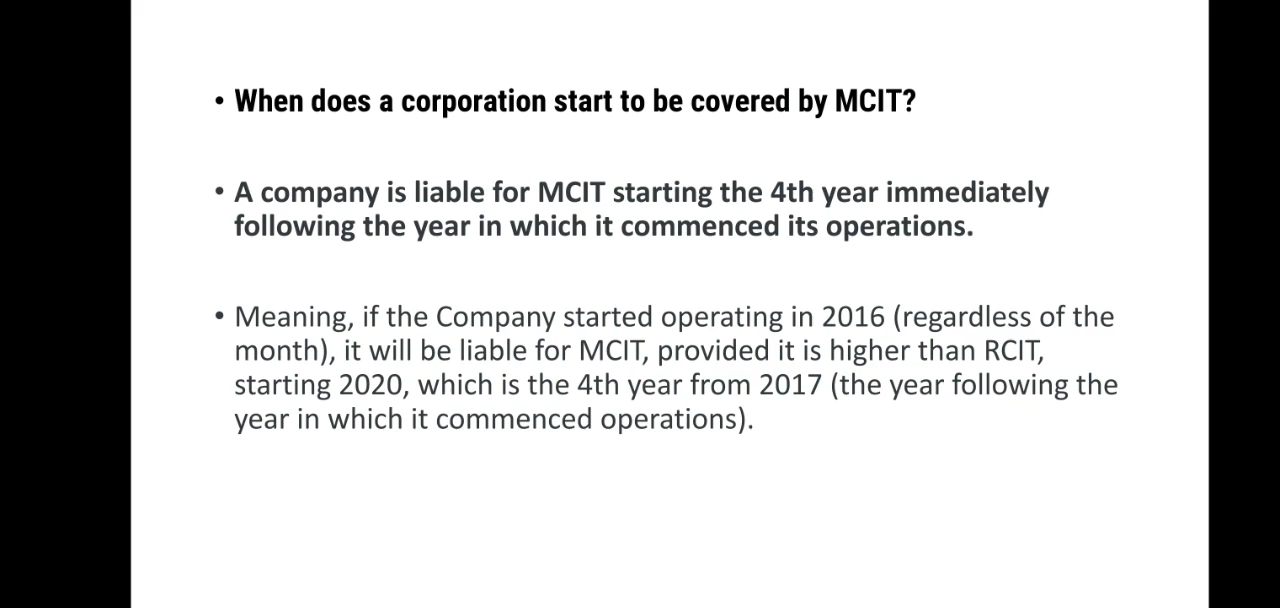 • When does a corporation start to be covered by MCIT?
• A company is liable for MCIT starting the 4th year immediately
following the year in which it commenced its operations.
• Meaning, if the Company started operating in 2016 (regardless of the
month), it will be liable for MCIT, provided it is higher than RCIT,
starting 2020, which is the 4th year from 2017 (the year following the
year in which it commenced operations).